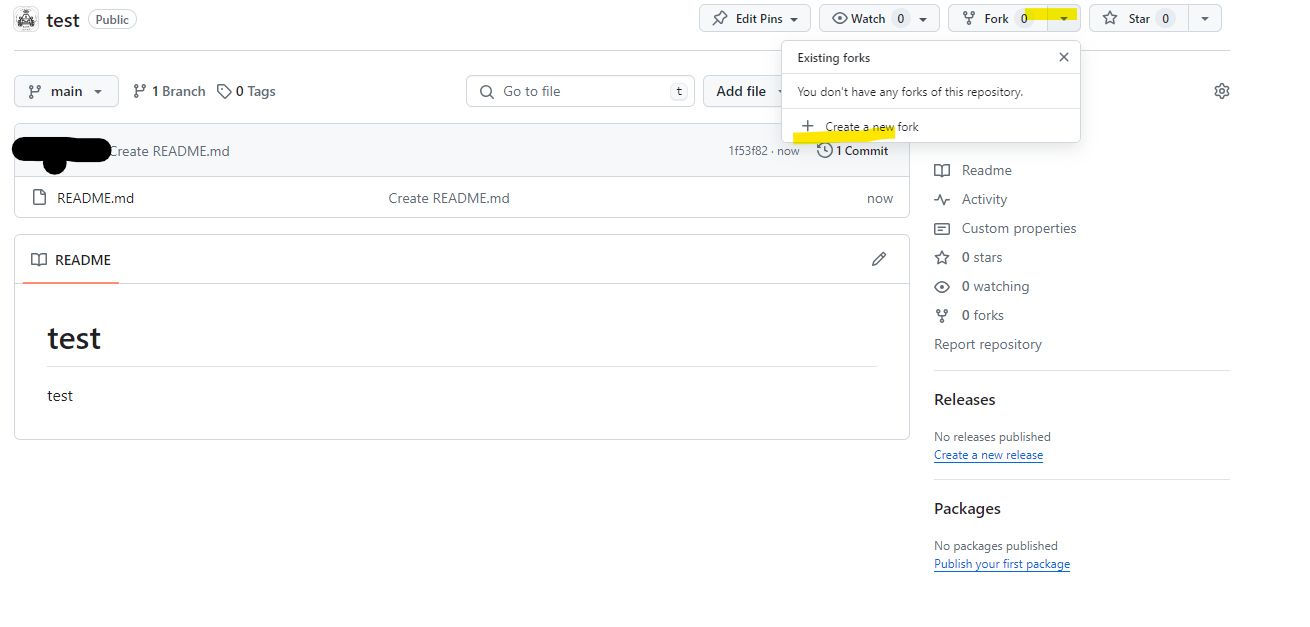 test Public Edit Pins Watch 0 Fork 0 Star 0
Existing forks
You don't have any forks of this repository.
Create a new fork
main 1 Branch 0 Tags Go to file t Add file
Create README.md 1f53f82 · now 1 Commit
README.md Create README.md now
README
test
test
Readme
Activity
Custom properties
0 stars
0 watching
0 forks
Report repository
Releases
No releases published
Create a new release
Packages
No packages published
Publish your first package